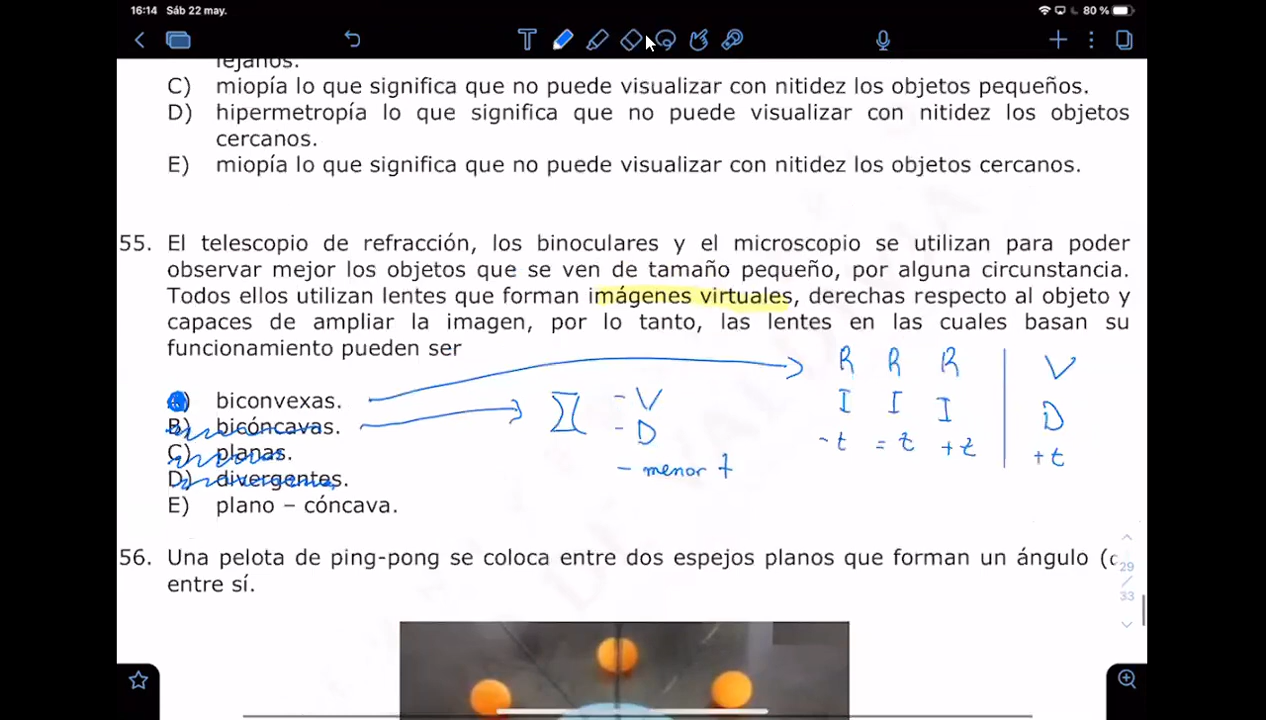 16:14 Sáb 22 may.
80 %
lejanos.
C) miopía lo que significa que no puede visualizar con nitidez los objetos pequeños.
D) hipermetropía lo que significa que no puede visualizar con nitidez los objetos
cercanos.
E) miopía lo que significa que no puede visualizar con nitidez los objetos cercanos.
55. El telescopio de refracción, los binoculares y el microscopio se utilizan para poder
observar mejor los objetos que se ven de tamaño pequeño, por alguna circunstancia.
Todos ellos utilizan lentes que forman imágenes virtuales, derechas respecto al objeto y
capaces de ampliar la imagen, por lo tanto, las lentes en las cuales basan su
funcionamiento pueden ser
R R R V
A) biconvexas. - V I I I D
B) bicóncavas. - D - t = t + t + t
C) planas.
- menor t
D) divergentes.
E) plano – cóncava.
56. Una pelota de ping-pong se coloca entre dos espejos planos que forman un ángulo
entre sí.
29
/
33